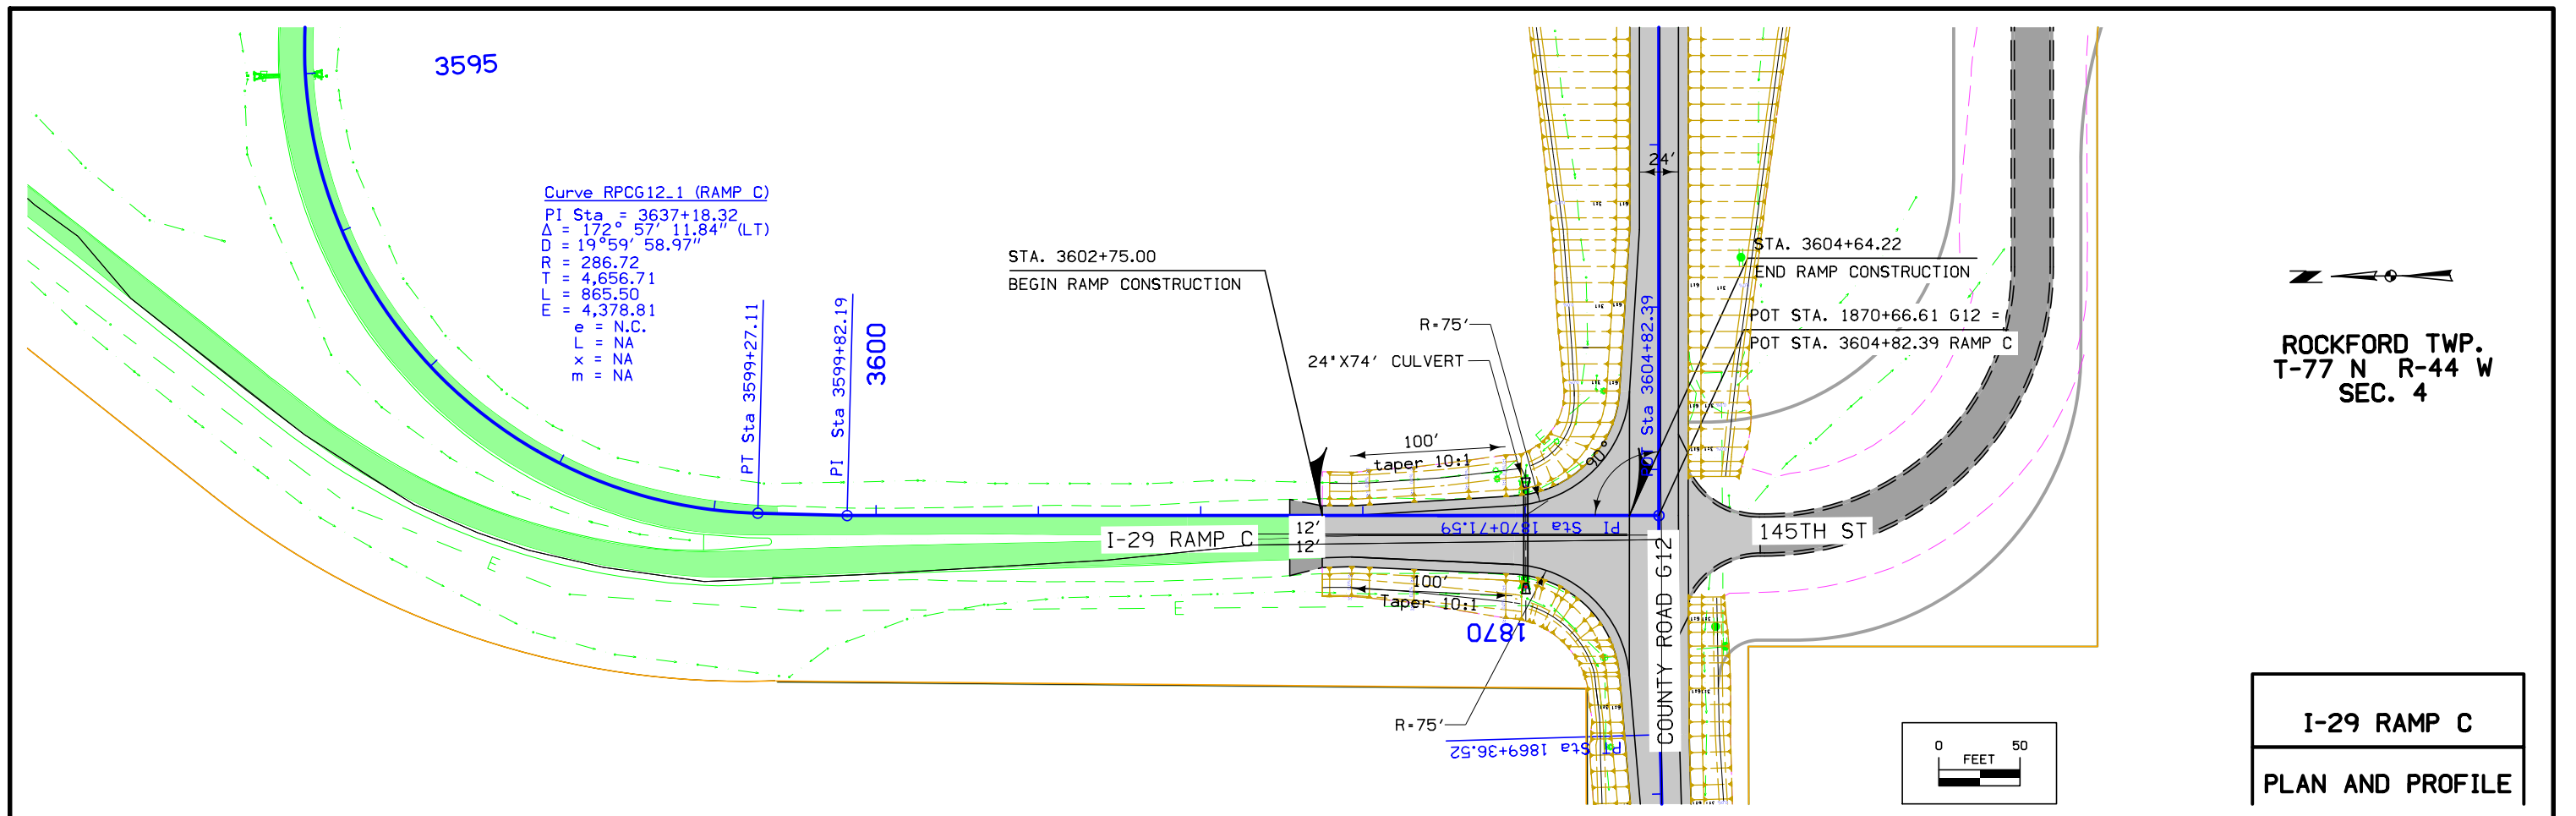 3595
Curve RPCG12_1 (RAMP C)
PI Sta = 3637+18.32
Δ = 172° 57′ 11.84″ (LT)
D = 19°59′ 58.97″
R = 286.72
T = 4,656.71
L = 865.50
E = 4,378.81
e = N.C.
L = NA
x = NA
m = NA
PT Sta 3599+27.11
PI Sta 3599+82.19
3600
STA. 3602+75.00
BEGIN RAMP CONSTRUCTION
R=75′
24"X74′ CULVERT
100′
taper 10:1
24′
90°
POT Sta 3604+82.39
STA. 3604+64.22
END RAMP CONSTRUCTION
POT STA. 1870+66.61 G12 =
POT STA. 3604+82.39 RAMP C
I-29 RAMP C
12′
12′
PI Sta 1870+71.59
145TH ST
COUNTY ROAD G12
100′
Taper 10:1
1870
R=75′
PT Sta 1869+36.52
E
E
ROCKFORD TWP.
T-77 N R-44 W
SEC. 4
0 50
FEET
I-29 RAMP C
PLAN AND PROFILE